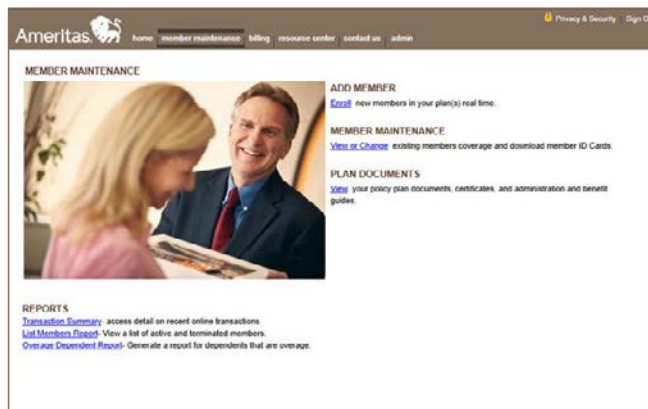 Privacy & Security Sign O
Ameritas
home member maintenance billing resource center contact us admin
MEMBER MAINTENANCE
ADD MEMBER
Enroll new members in your plan(s) real time.
MEMBER MAINTENANCE
View or Change existing members coverage and download member ID Cards.
PLAN DOCUMENTS
View your policy plan documents, certificates, and administration and benefit
guides.
REPORTS
Transaction Summary access detail on recent online transactions
List Members Report- View a list of active and terminated members.
Overage Dependent Report- Generate a report for dependents that are overage.